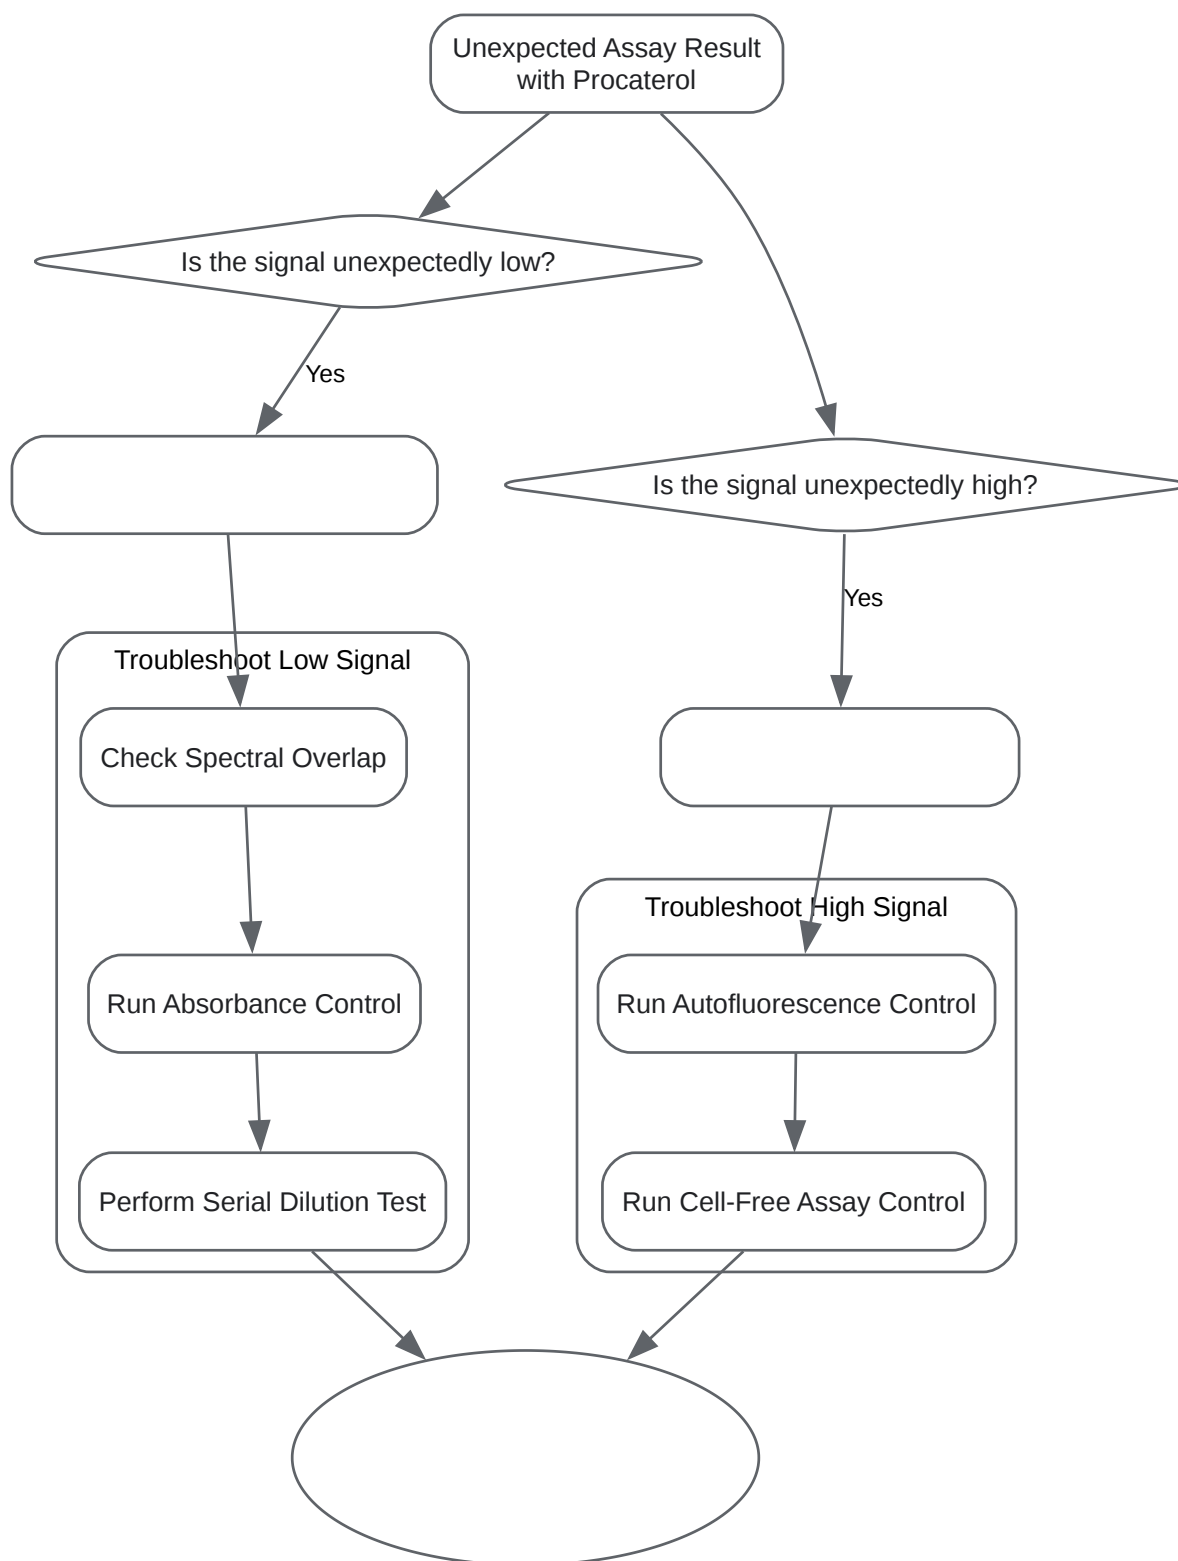 Unexpected Assay Result
with Procaterol
Is the signal unexpectedly low?
Yes
Is the signal unexpectedly high?
Yes
Troubleshoot Low Signal
Check Spectral Overlap
Run Absorbance Control
Perform Serial Dilution Test
Troubleshoot High Signal
Run Autofluorescence Control
Run Cell-Free Assay Control